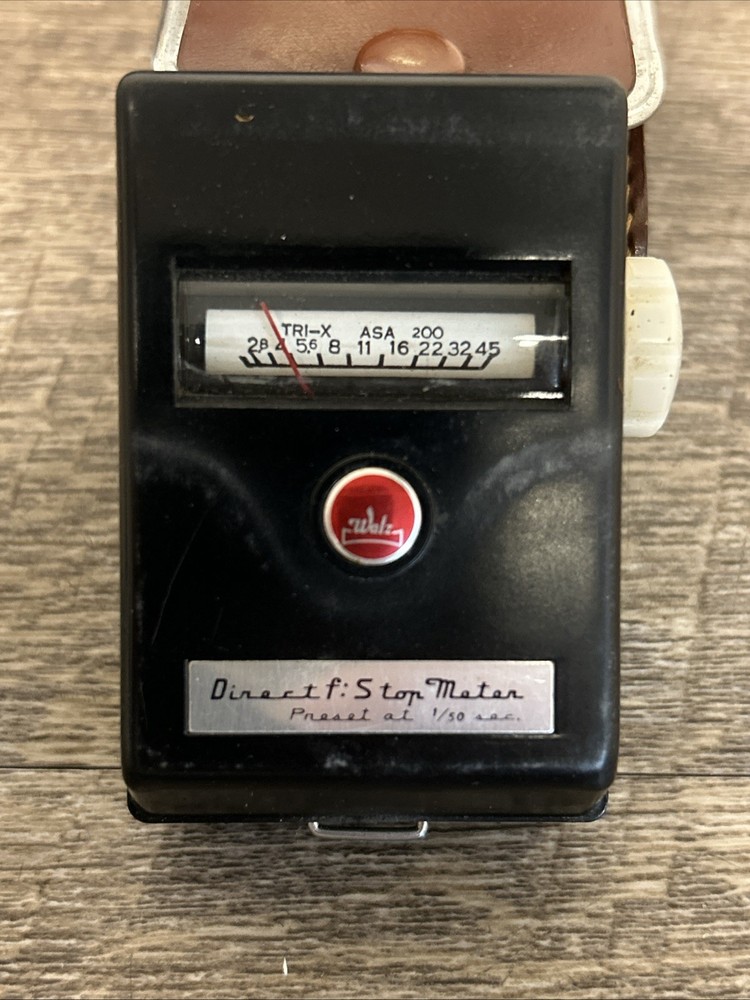 TRI-X ASA 200
2.8 4 5.6 8 11 16 22 32 45
Walz
Direct f: Stop Meter
Preset at 1/50 sec.